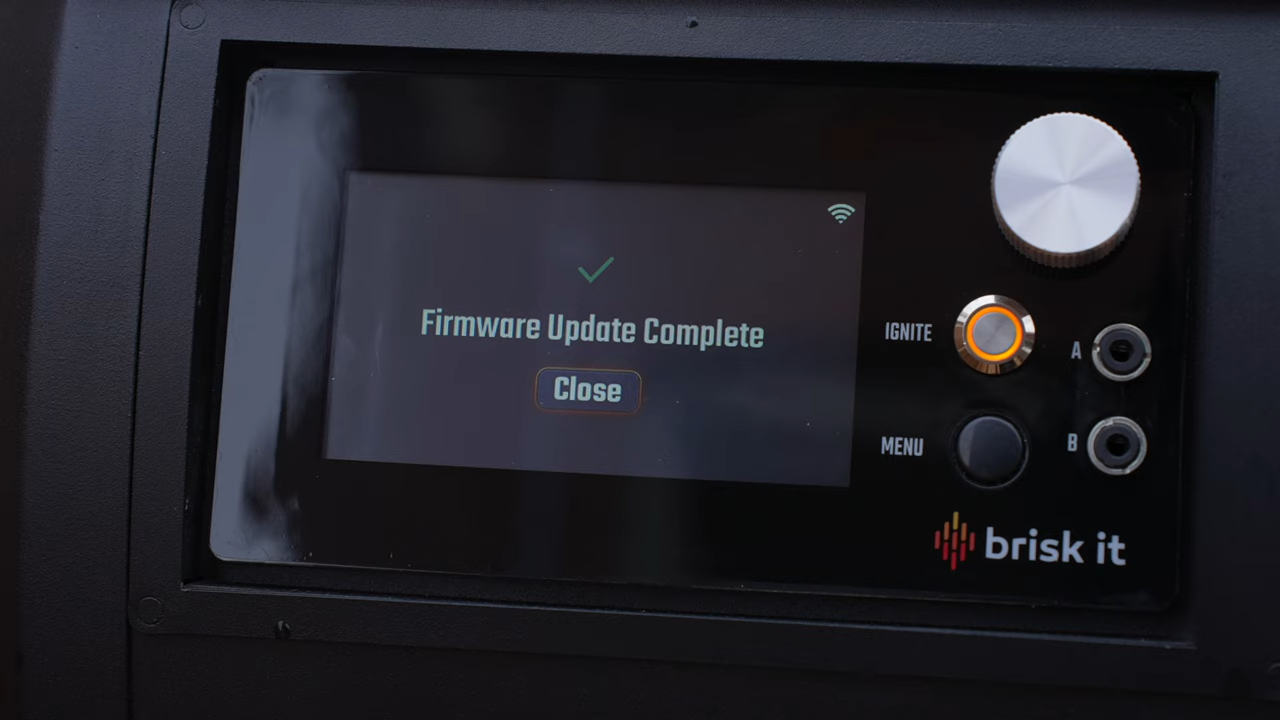 Firmware Update Complete
Close
IGNITE
A
MENU
B
brisk it